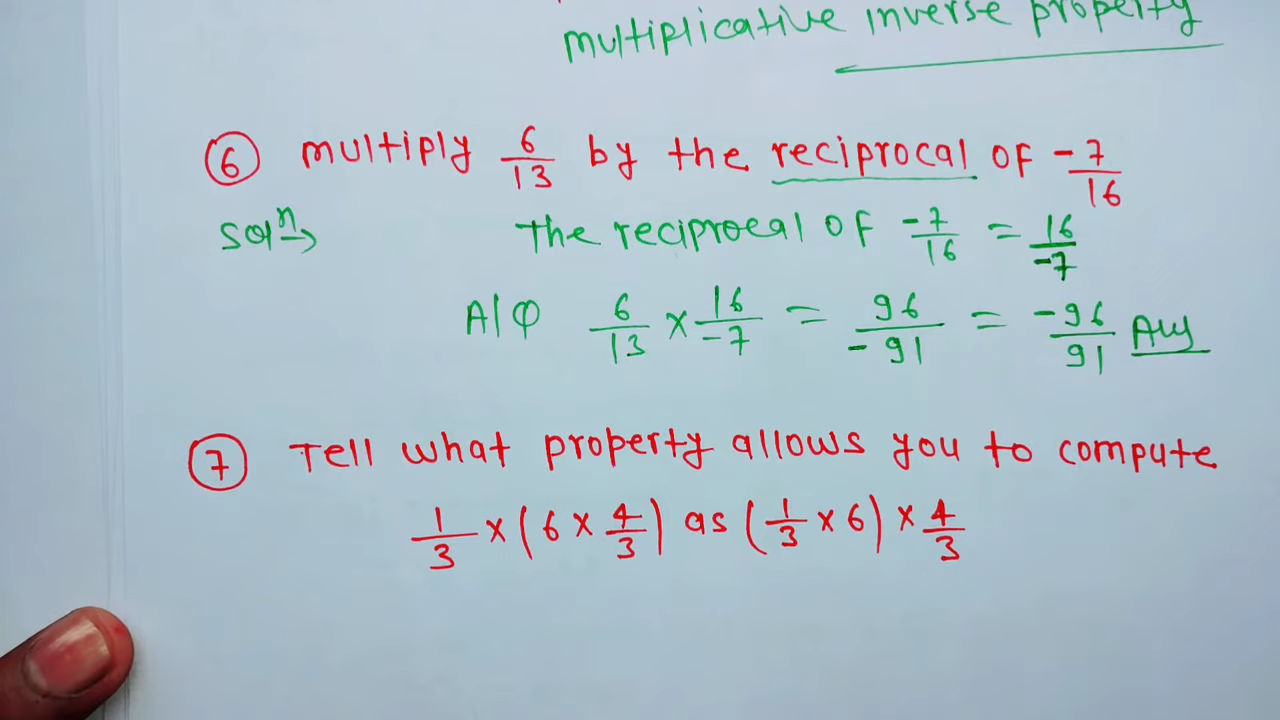 multiplicative inverse property
⑥ multiply 6/13 by the reciprocal of -7/16
Solⁿ→ The reciprocal of -7/16 = 16/-7
A/Q 6/13 × 16/-7 = 96/-91 = -96/91 Ans
⑦ Tell what property allows you to compute
1/3 × (6 × 4/3) as (1/3 × 6) × 4/3